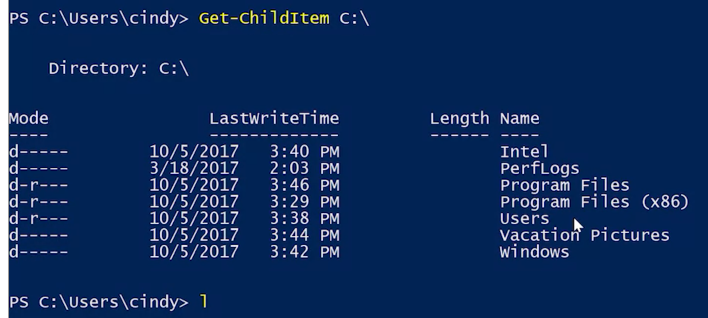 PS C:\Users\cindy> Get-ChildItem C:\
Directory: C:\
Mode LastWriteTime Length Name
---- ------------- ------ ----
d----- 10/5/2017 3:40 PM Intel
d----- 3/18/2017 2:03 PM PerfLogs
d-r--- 10/5/2017 3:46 PM Program Files
d-r--- 10/5/2017 3:29 PM Program Files (x86)
d-r--- 10/5/2017 3:38 PM Users
d----- 10/5/2017 3:44 PM Vacation Pictures
d----- 10/5/2017 3:42 PM Windows
PS C:\Users\cindy> l